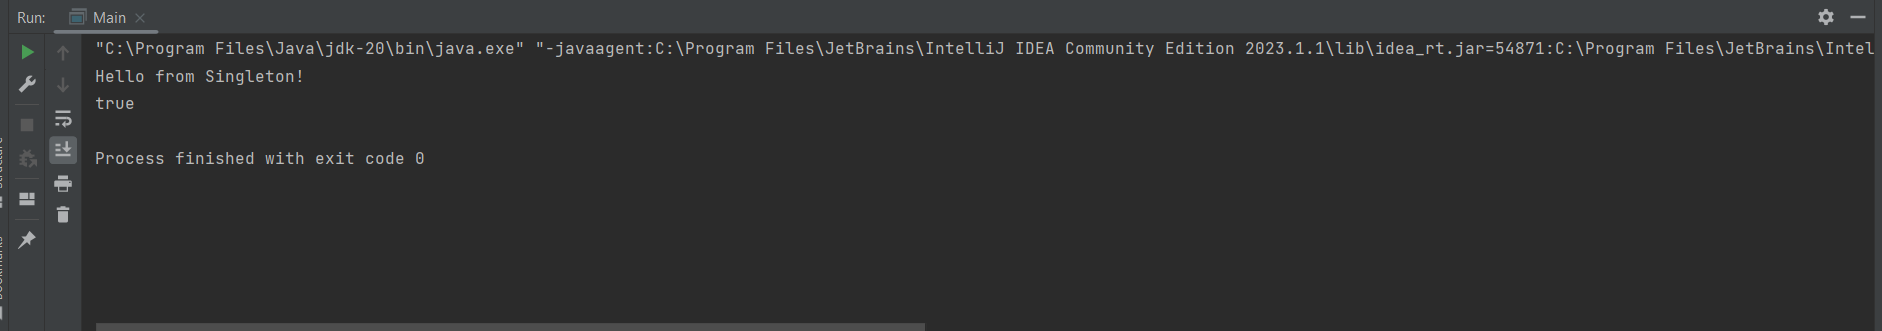 Run: Main
"C:\Program Files\Java\jdk-20\bin\java.exe" "-javaagent:C:\Program Files\JetBrains\IntelliJ IDEA Community Edition 2023.1.1\lib\idea_rt.jar=54871:C:\Program Files\JetBrains\Intel
Hello from Singleton!
true
Process finished with exit code 0